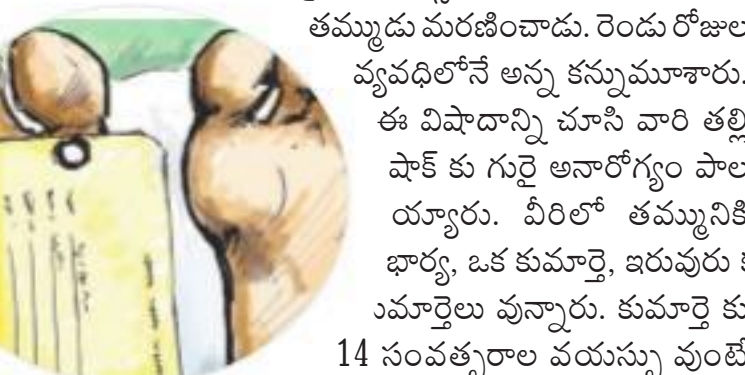 తమ్ముడు మరణించాడు. రెండు రోజుల
వ్యవధిలోనే అన్న కన్నుమూశారు.
ఈ విషాదాన్ని చూసి వారి తల్లి
షాక్ కు గురై అనారోగ్యం పాల
య్యారు. వీరిలో తమ్మునికి
భార్య, ఒక కుమార్తె, ఇరువురు
మార్తెలు వున్నారు. కుమార్తె కు
14 సంవత్సరాల వయస్సు వుంటే